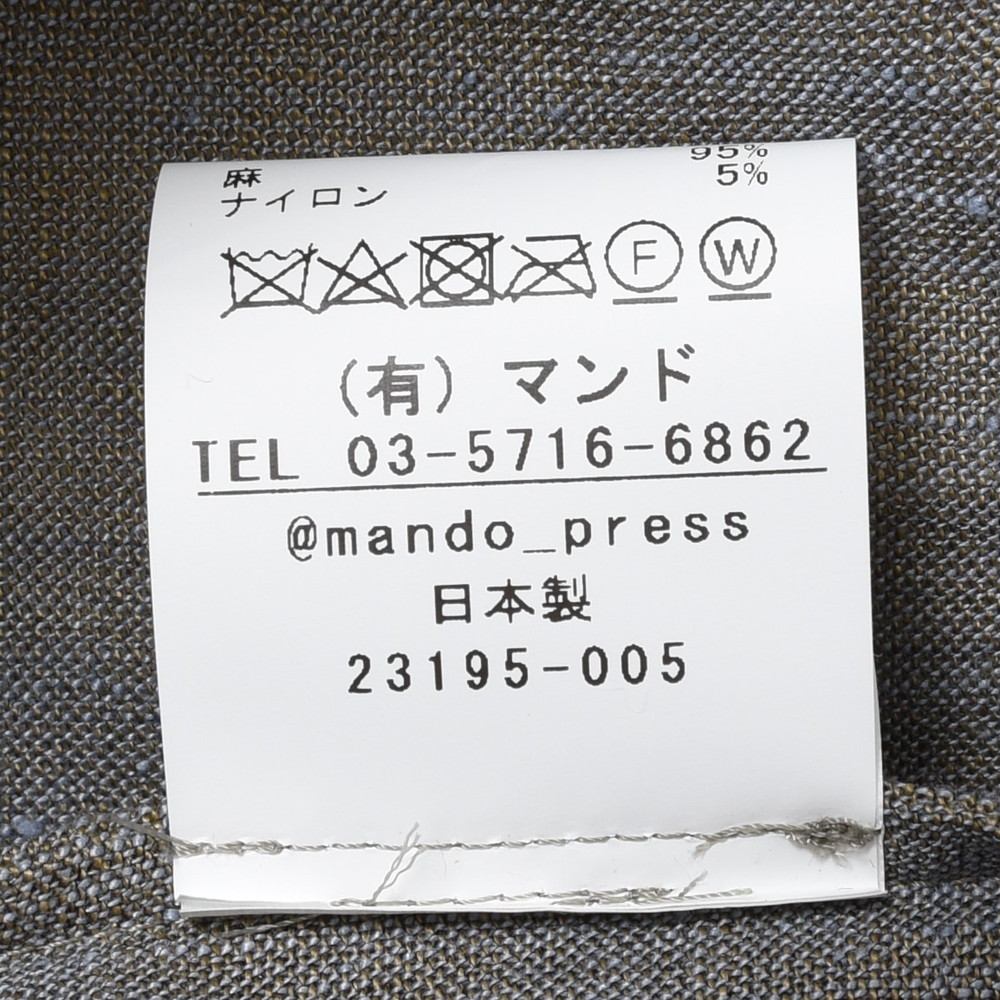 麻 95%
ナイロン 5%
F W
(有) マンド
TEL 03-5716-6862
@mando_press
日本製
23195-005